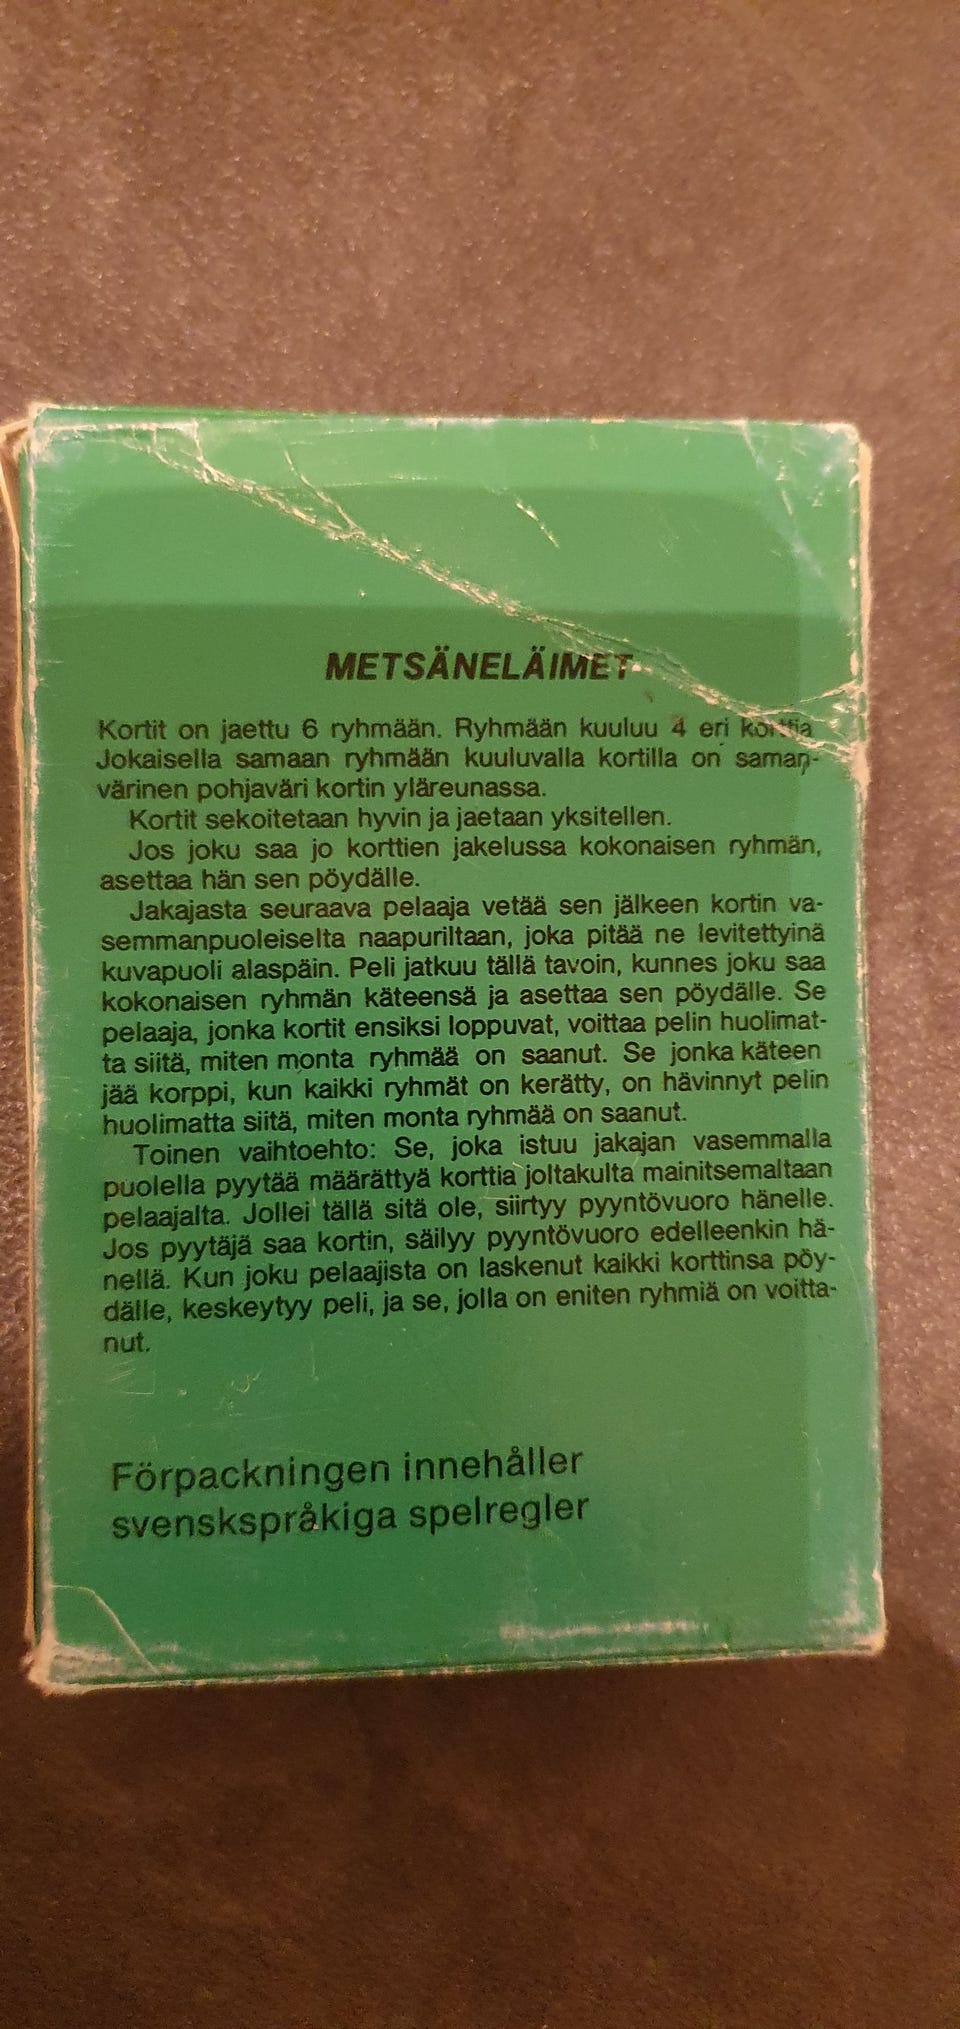 METSÄNELÄIMET
Kortit on jaettu 6 ryhmään. Ryhmään kuuluu 4 eri korttia
Jokaisella samaan ryhmään kuuluvalla kortilla on saman-
värinen pohjaväri kortin yläreunassa.
Kortit sekoitetaan hyvin ja jaetaan yksitellen.
Jos joku saa jo korttien jakelussa kokonaisen ryhmän,
asettaa hän sen pöydälle.
Jakajasta seuraava pelaaja vetää sen jälkeen kortin va-
semmanpuoleiselta naapuriltaan, joka pitää ne levitettyinä
kuvapuoli alaspäin. Peli jatkuu tällä tavoin, kunnes joku saa
kokonaisen ryhmän käteensä ja asettaa sen pöydälle. Se
pelaaja, jonka kortit ensiksi loppuvat, voittaa pelin huolimat-
ta siitä, miten monta ryhmää on saanut. Se jonka käteen
jää korppi, kun kaikki ryhmät on kerätty, on hävinnyt pelin
huolimatta siitä, miten monta ryhmää on saanut.
Toinen vaihtoehto: Se, joka istuu jakajan vasemmalla
puolella pyytää määrättyä korttia joltakulta mainitsemaltaan
pelaajalta. Jollei tällä sitä ole, siirtyy pyyntövuoro hänelle.
Jos pyytäjä saa kortin, säilyy pyyntövuoro edelleenkin hä-
nellä. Kun joku pelaajista on laskenut kaikki korttinsa pöy-
dälle, keskeytyy peli, ja se, jolla on eniten ryhmiä on voitta-
nut.
Förpackningen innehåller
svenskspråkiga spelregler